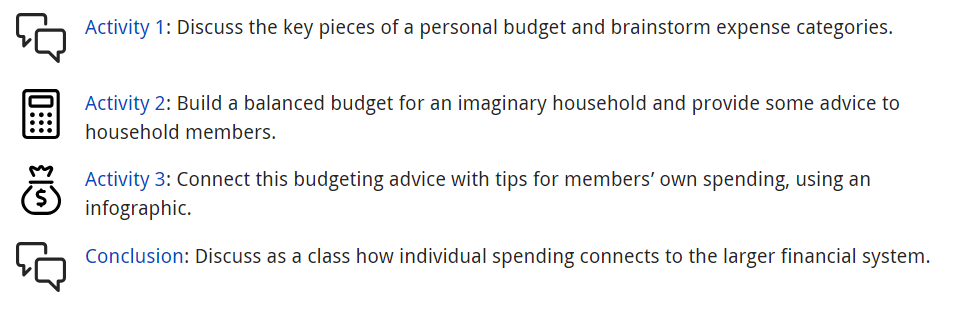 Activity 1: Discuss the key pieces of a personal budget and brainstorm expense categories.
Activity 2: Build a balanced budget for an imaginary household and provide some advice to
household members.
Activity 3: Connect this budgeting advice with tips for members’ own spending, using an
infographic.
Conclusion: Discuss as a class how individual spending connects to the larger financial system.